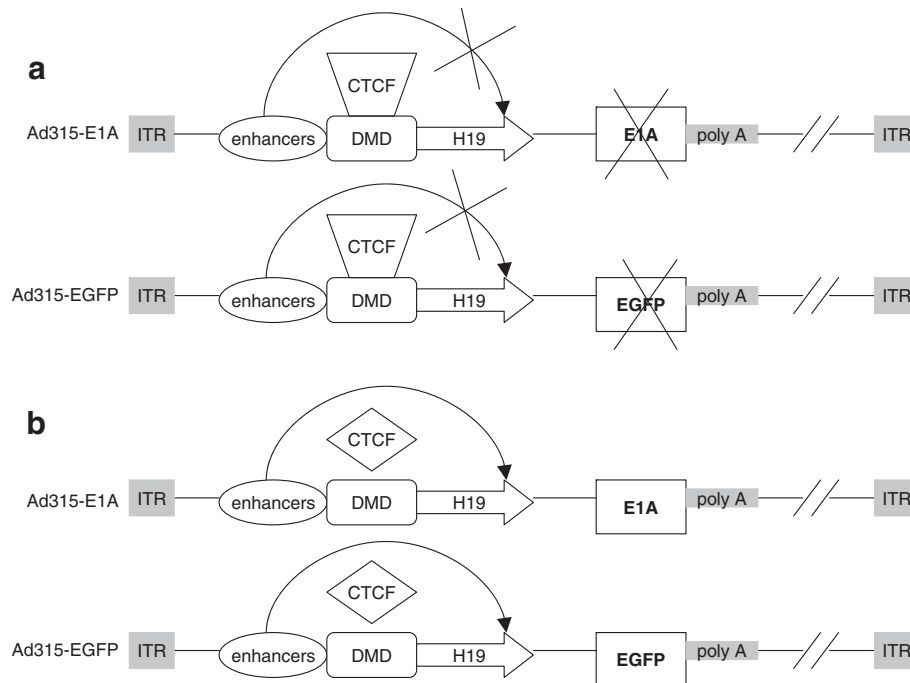 a
Ad315-E1A ITR enhancers CTCF DMD H19 E1A poly A ITR
Ad315-EGFP ITR enhancers CTCF DMD H19 EGFP poly A ITR
b
Ad315-E1A ITR enhancers CTCF DMD H19 E1A poly A ITR
Ad315-EGFP ITR enhancers CTCF DMD H19 EGFP poly A ITR